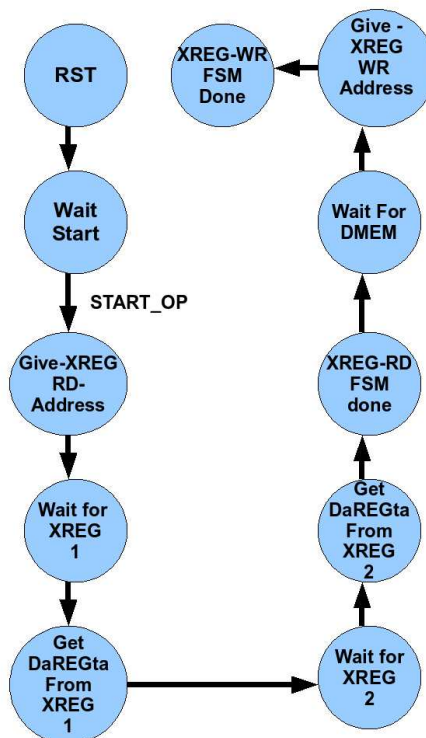 RST
Wait
Start
START_OP
Give-XREG
RD-
Address
Wait for
XREG
1
Get
DaREGta
From
XREG
1
Wait for
XREG
2
Get
DaREGta
From
XREG
2
XREG-RD
FSM
done
Wait For
DMEM
Give -
XREG
WR
Address
XREG-WR
FSM
Done